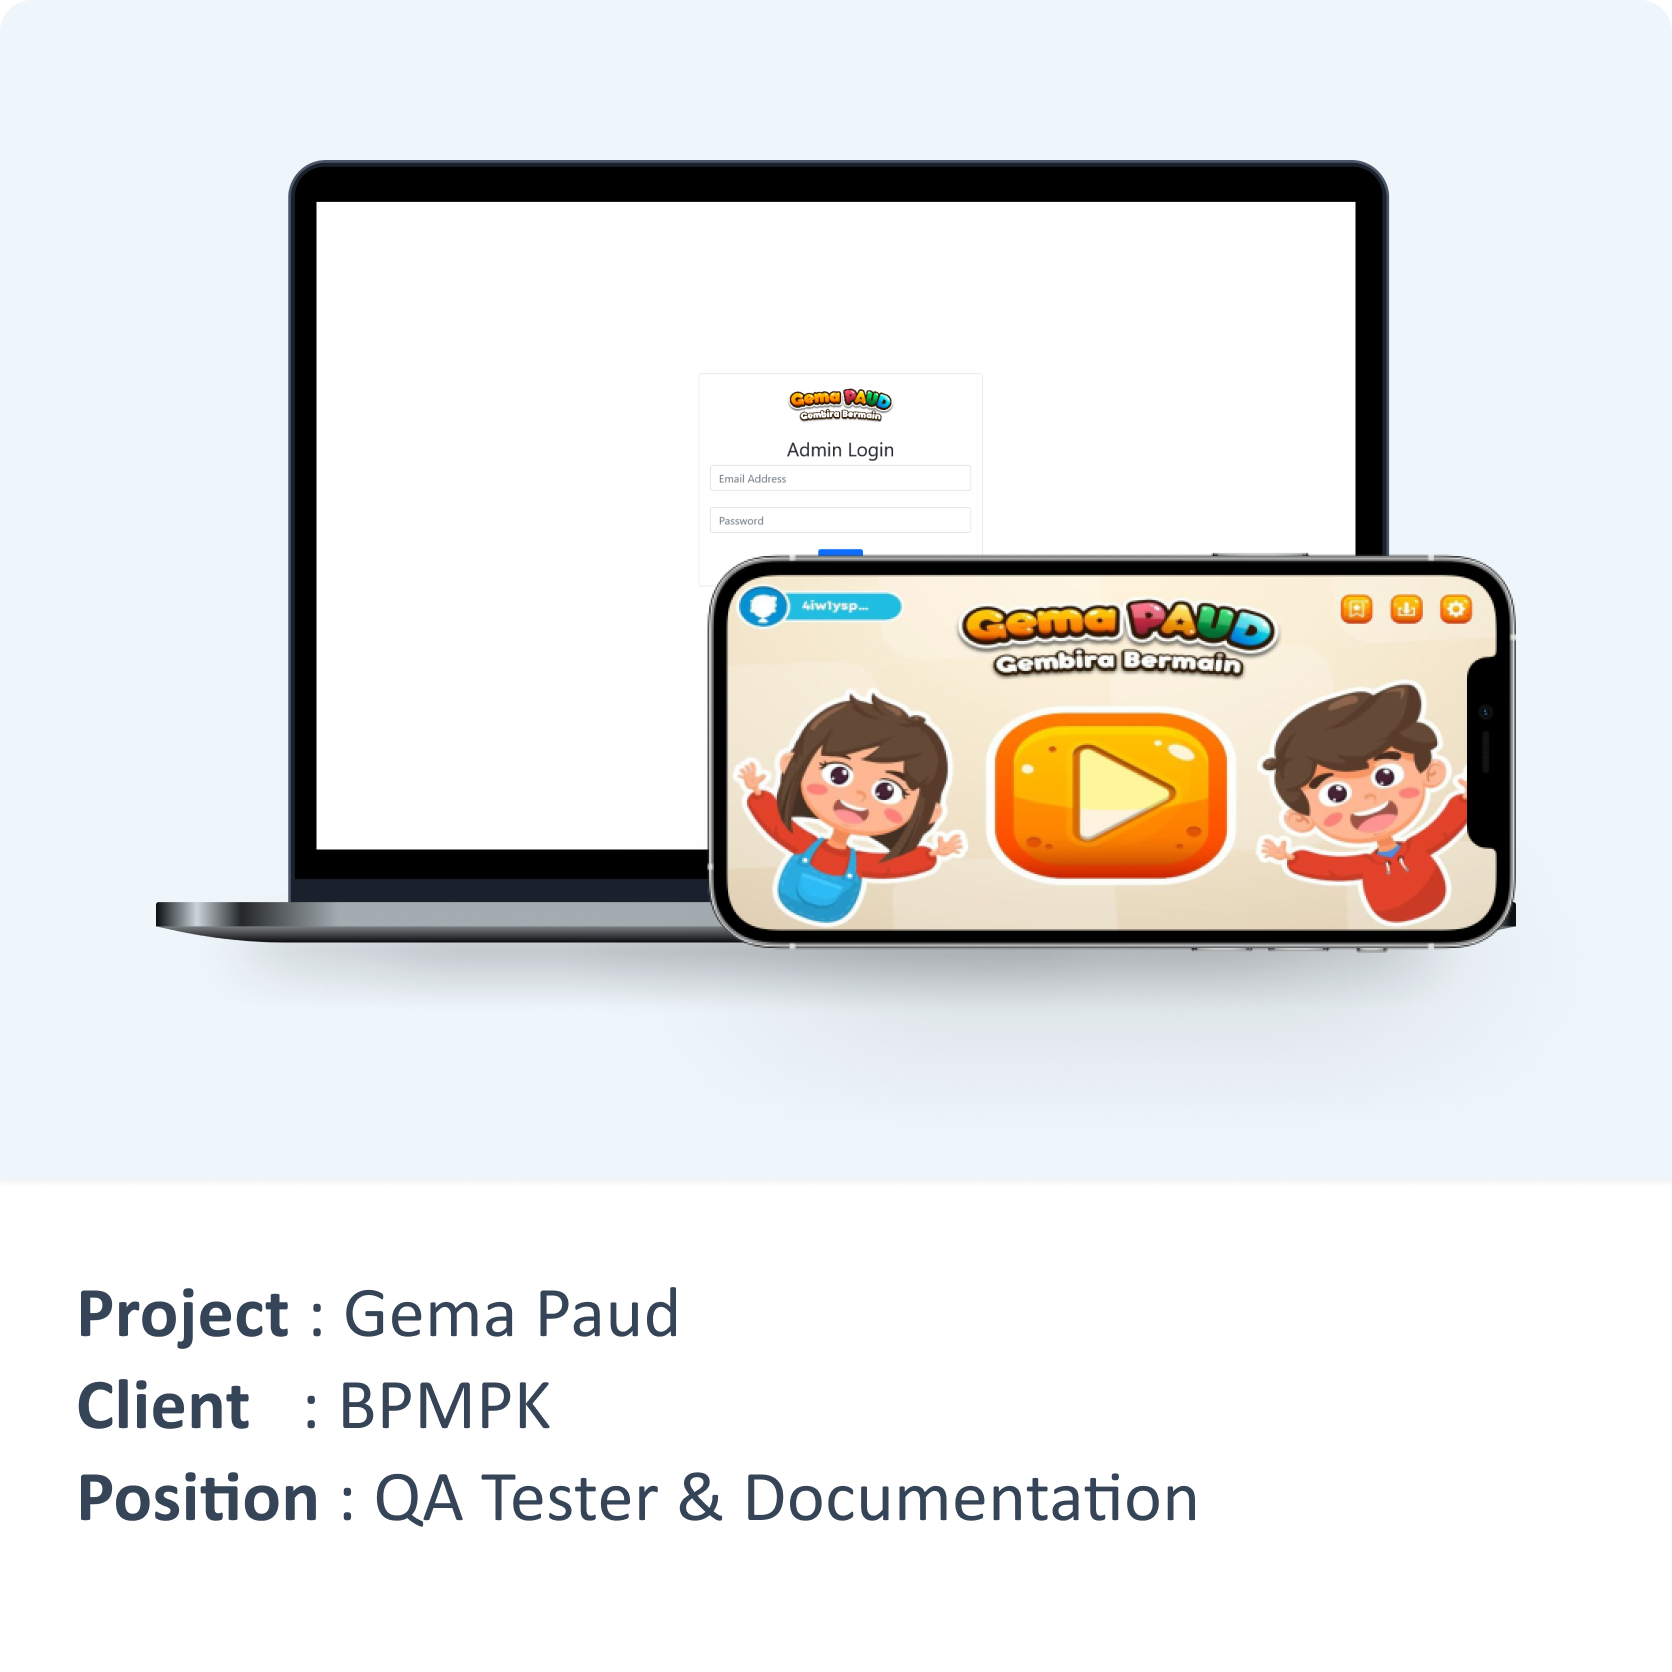 Gema PAUD
Gembira Bermain
Admin Login
Email Address
Password
4iw1ysp...
Gema PAUD
Gembira Bermain
Project : Gema Paud
Client : BPMPK
Position : QA Tester & Documentation